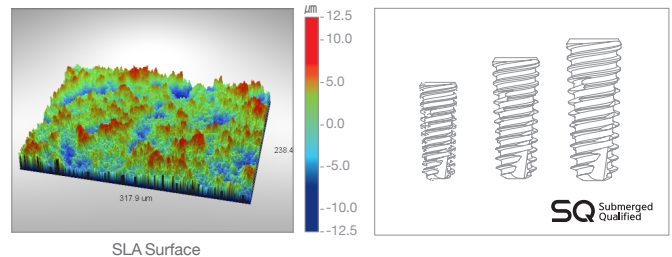 μm
12.5
10.0
-5.0
-0.0
-5.0
-10.0
-12.5
238.4
317.9 um
SLA Surface
SQ Submerged
Qualified